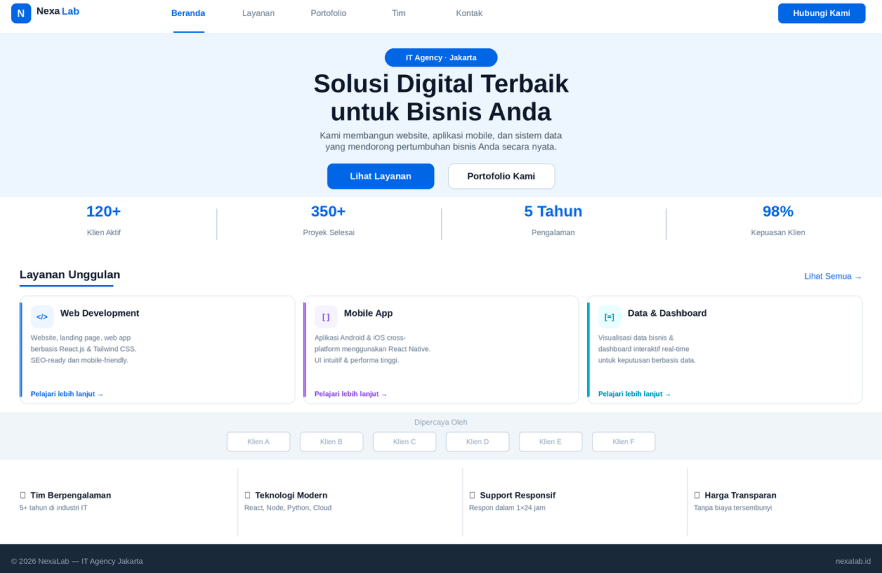 N Nexa Lab
Beranda Layanan Portofolio Tim Kontak
Hubungi Kami
IT Agency · Jakarta
Solusi Digital Terbaik
untuk Bisnis Anda
Kami membangun website, aplikasi mobile, dan sistem data
yang mendorong pertumbuhan bisnis Anda secara nyata.
Lihat Layanan
Portofolio Kami
120+
Klien Aktif
350+
Proyek Selesai
5 Tahun
Pengalaman
98%
Kepuasan Klien
Layanan Unggulan
Lihat Semua →
</> Web Development
Website, landing page, web app
berbasis React.js & Tailwind CSS.
SEO-ready dan mobile-friendly.
Pelajari lebih lanjut →
[ ] Mobile App
Aplikasi Android & iOS cross-
platform menggunakan React Native.
UI intuitif & performa tinggi.
Pelajari lebih lanjut →
[=] Data & Dashboard
Visualisasi data bisnis &
dashboard interaktif real-time
untuk keputusan berbasis data.
Pelajari lebih lanjut →
Dipercaya Oleh
Klien A
Klien B
Klien C
Klien D
Klien E
Klien F
Tim Berpengalaman
5+ tahun di industri IT
Teknologi Modern
React, Node, Python, Cloud
Support Responsif
Respon dalam 1×24 jam
Harga Transparan
Tanpa biaya tersembunyi
© 2026 NexaLab — IT Agency Jakarta
nexalab.id